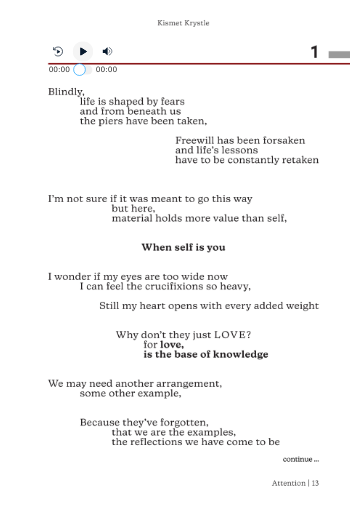 Kismet Krystle
1
00:00 00:00
Blindly,
life is shaped by fears
and from beneath us
the piers have been taken,
Freewill has been forsaken
and life's lessons
have to be constantly retaken
I'm not sure if it was meant to go this way
but here,
material holds more value than self,
When self is you
I wonder if my eyes are too wide now
I can feel the crucifixions so heavy,
Still my heart opens with every added weight
Why don't they just LOVE?
for love,
is the base of knowledge
We may need another arrangement,
some other example,
Because they've forgotten,
that we are the examples,
the reflections we have come to be
continue ...
Attention | 13